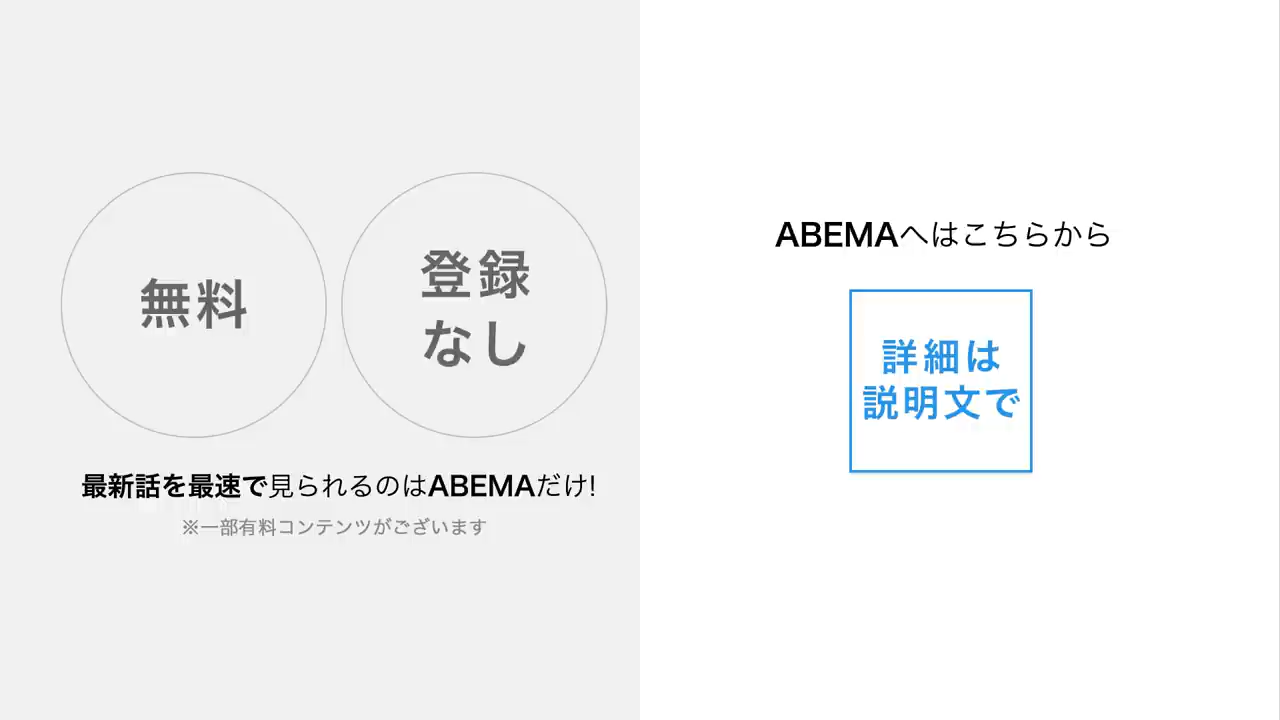 無料
登録
なし
最新話を最速で見られるのはABEMAだけ!
※一部有料コンテンツがございます
ABEMAへはこちらから
詳細は
説明文で